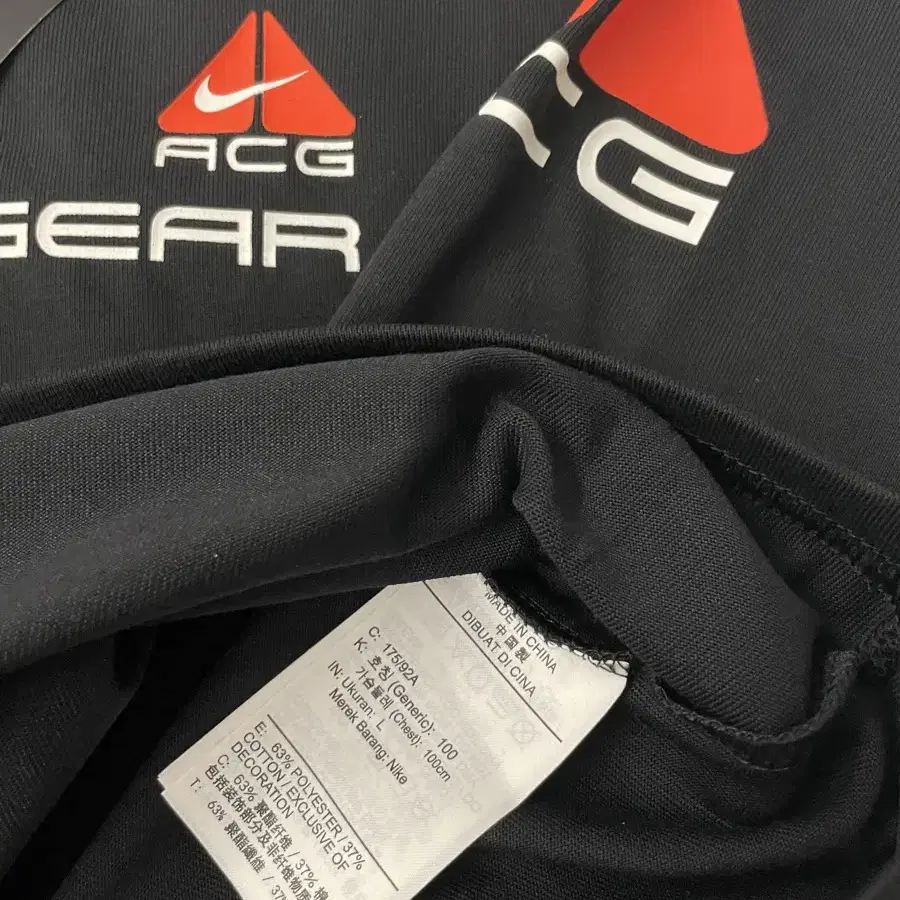 ACG
GEAR
CG
MADE IN CHINA
中国製
DIBUAT DI CINA
C: 175/92A
K: 호칭 (Generic): 100
가슴둘레 (Chest): 100cm
IN: Ukuran: L
Merek Barang: Nike
E: 63% POLYESTER / 37%
COTTON / EXCLUSIVE OF
DECORATION
C: 63% 聚酯纤维 / 37% 棉
包括装饰部分及非纤维物质
T: 63% 聚酯纖維 / 37%